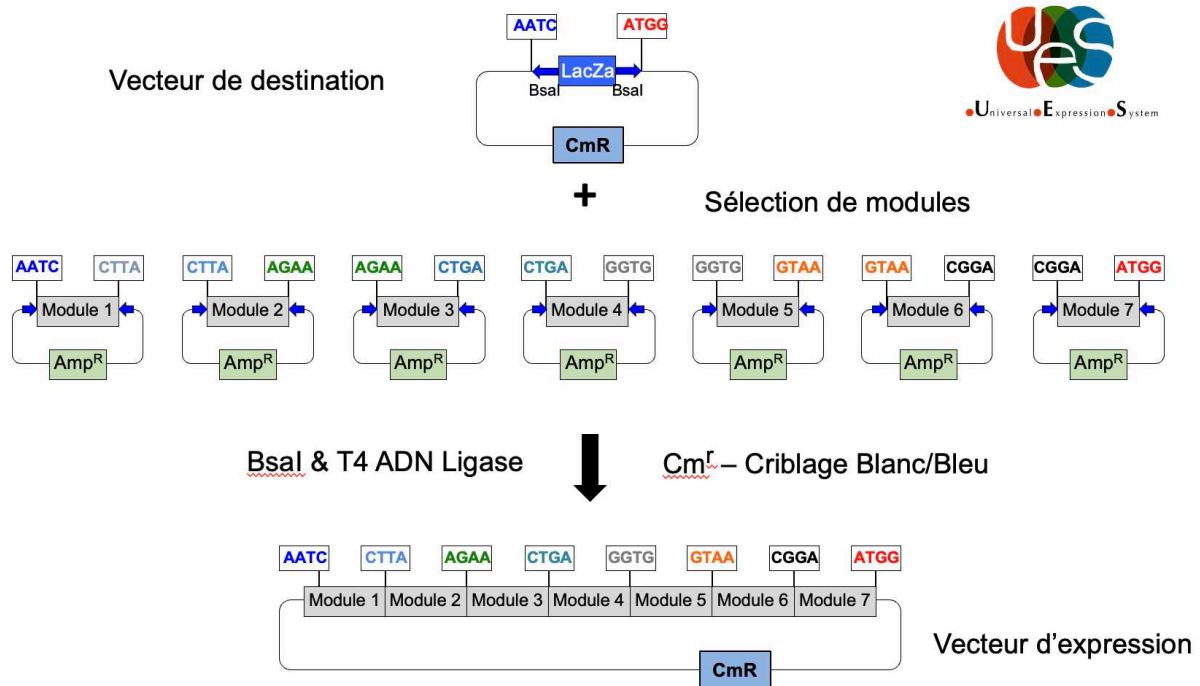 AATC ATGG
UES
Universal Expression System
Vecteur de destination
LacZa
BsaI BsaI
CmR
+
Sélection de modules
AATC CTTA CTTA AGAA AGAA CTGA CTGA GGTG GGTG GTAA GTAA CGGA CGGA ATGG
Module 1 Module 2 Module 3 Module 4 Module 5 Module 6 Module 7
AmpR AmpR AmpR AmpR AmpR AmpR AmpR
BsaI & T4 ADN Ligase
Cmr – Criblage Blanc/Bleu
AATC CTTA AGAA CTGA GGTG GTAA CGGA ATGG
Module 1 Module 2 Module 3 Module 4 Module 5 Module 6 Module 7
Vecteur d'expression
CmR